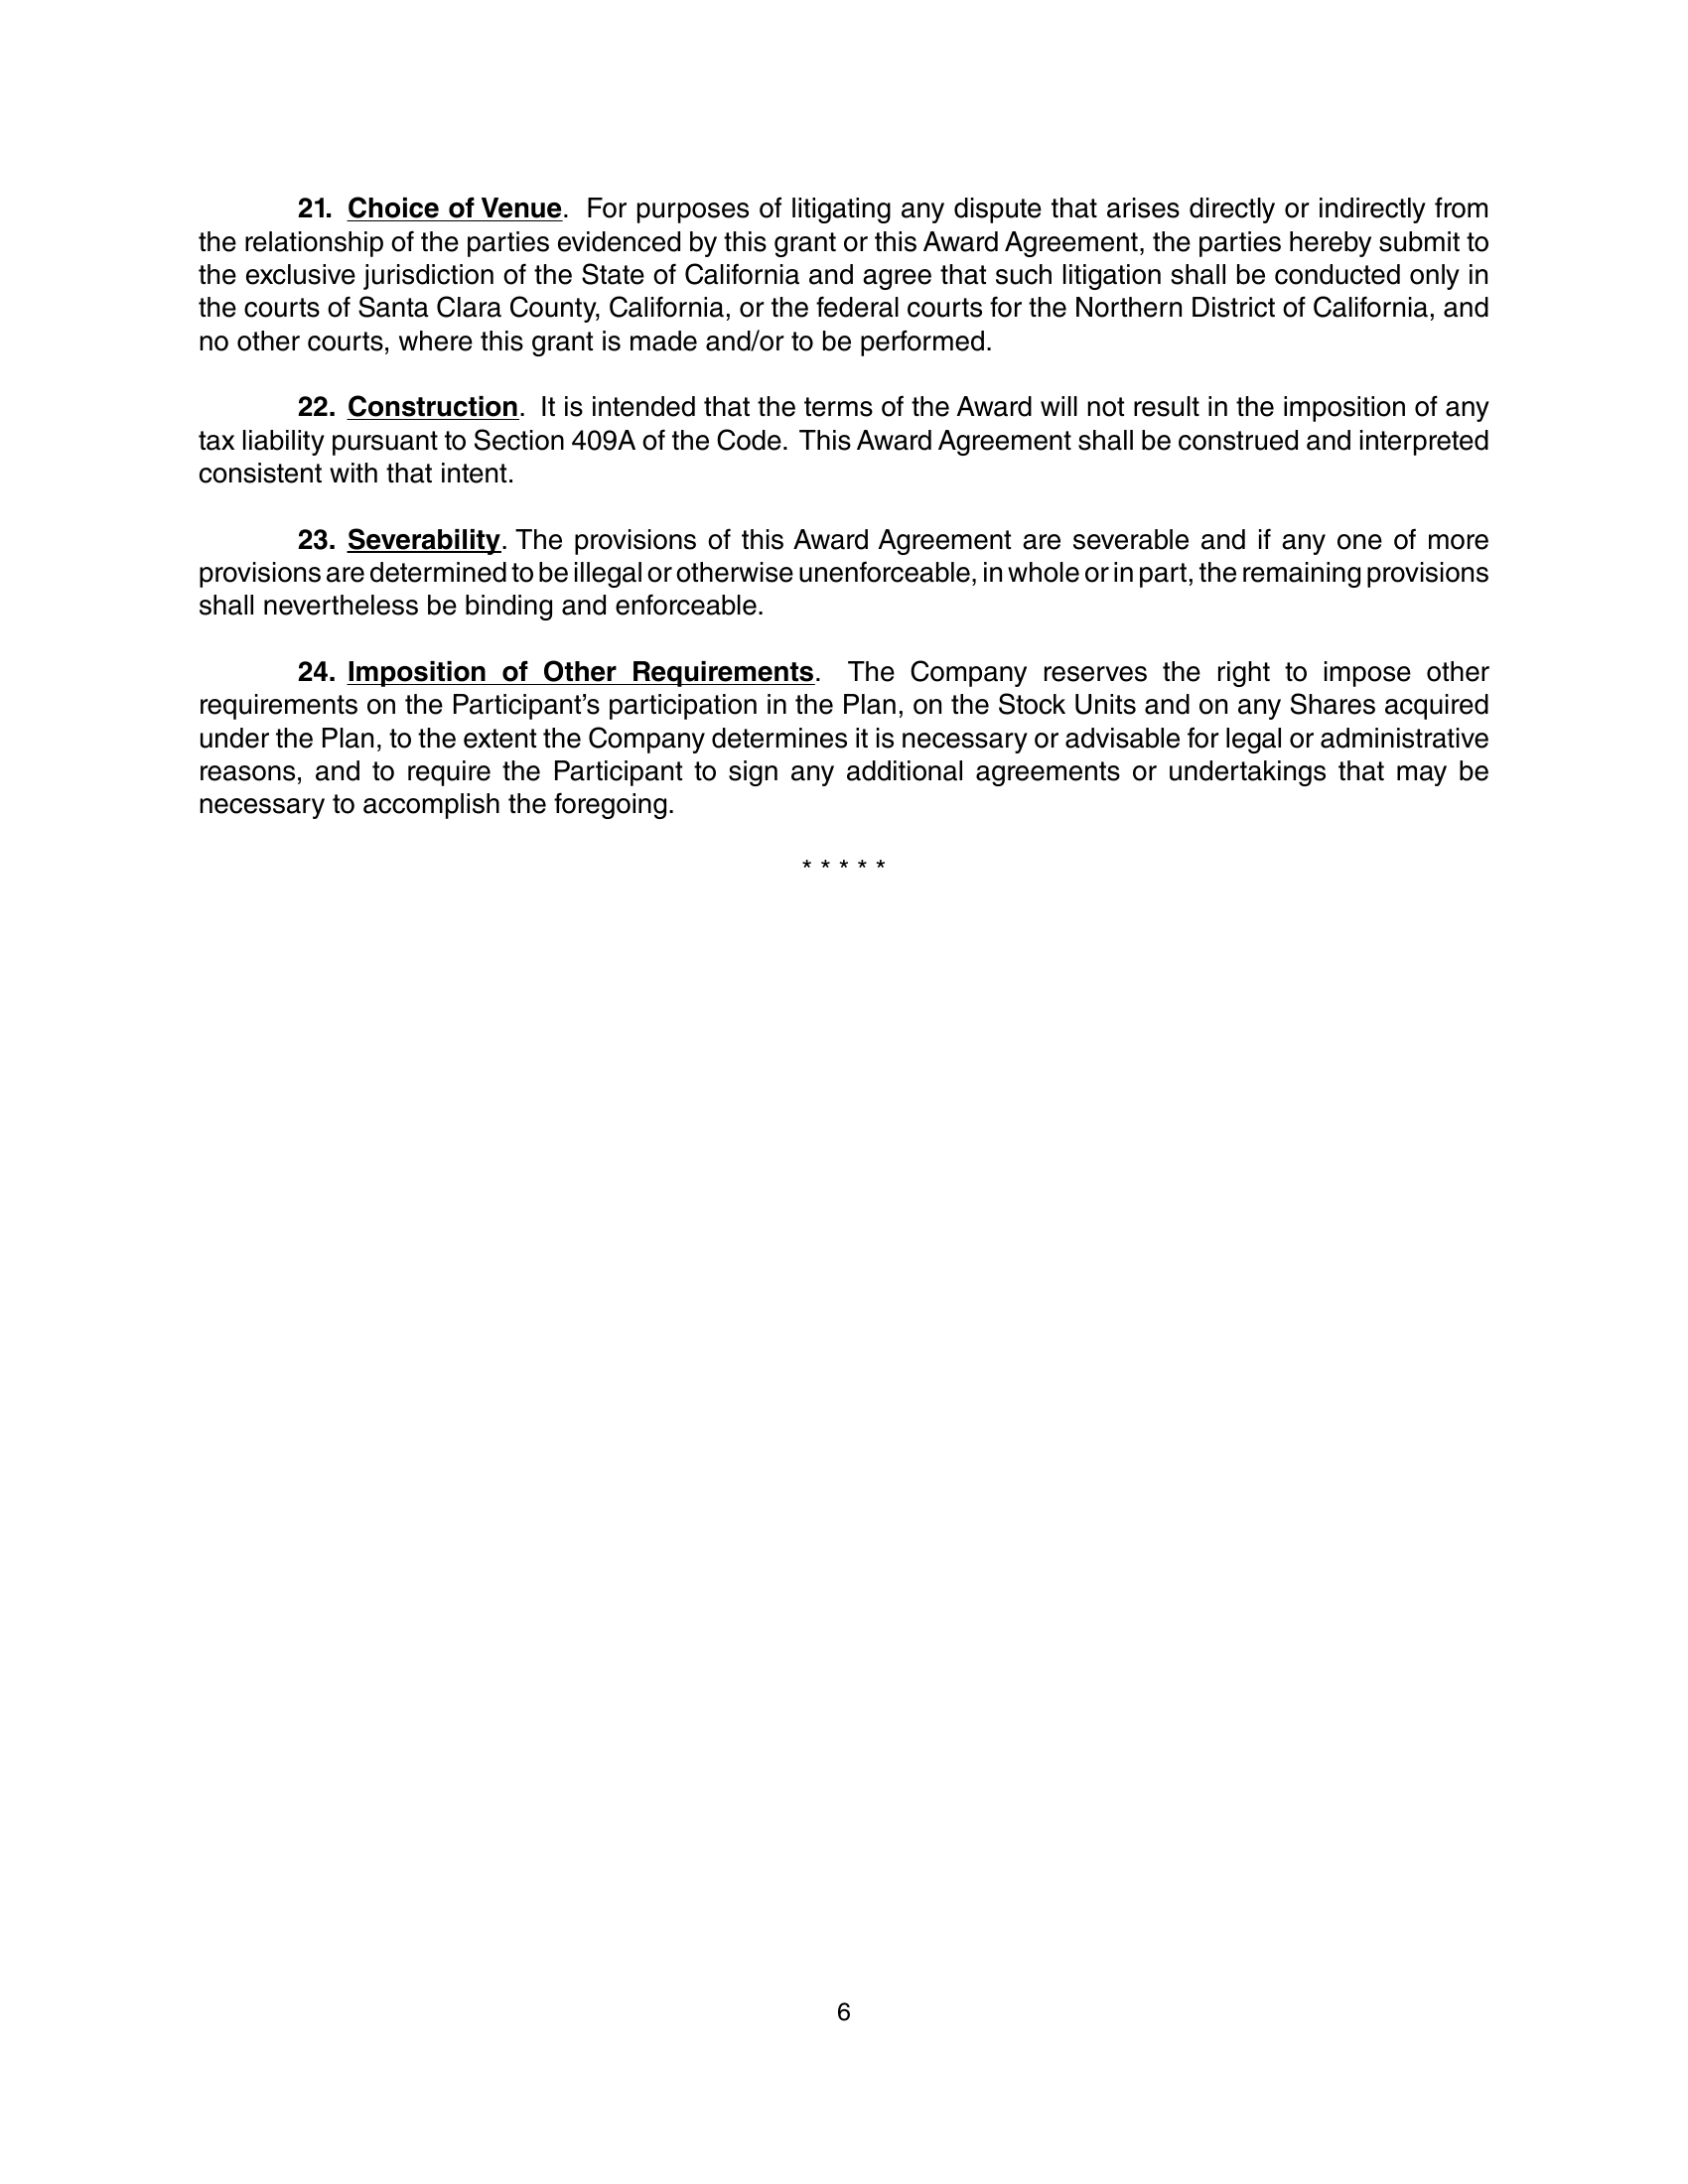 21. Choice of Venue. For purposes of litigating any dispute that arises directly or indirectly from
the relationship of the parties evidenced by this grant or this Award Agreement, the parties hereby submit to
the exclusive jurisdiction of the State of California and agree that such litigation shall be conducted only in
the courts of Santa Clara County, California, or the federal courts for the Northern District of California, and
no other courts, where this grant is made and/or to be performed.
22. Construction. It is intended that the terms of the Award will not result in the imposition of any
tax liability pursuant to Section 409A of the Code. This Award Agreement shall be construed and interpreted
consistent with that intent.
23. Severability. The provisions of this Award Agreement are severable and if any one of more
provisions are determined to be illegal or otherwise unenforceable, in whole or in part, the remaining provisions
shall nevertheless be binding and enforceable.
24. Imposition of Other Requirements. The Company reserves the right to impose other
requirements on the Participant’s participation in the Plan, on the Stock Units and on any Shares acquired
under the Plan, to the extent the Company determines it is necessary or advisable for legal or administrative
reasons, and to require the Participant to sign any additional agreements or undertakings that may be
necessary to accomplish the foregoing.
* * * * *
6